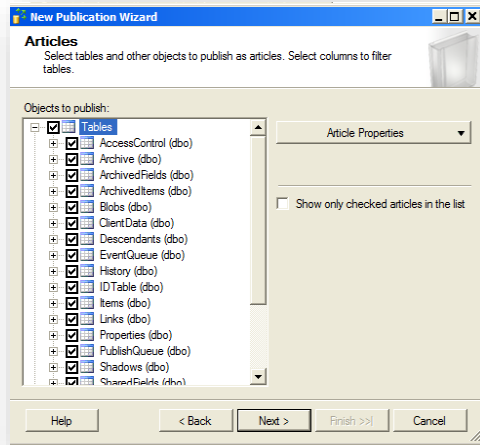 New Publication Wizard
Articles
Select tables and other objects to publish as articles. Select columns to filter
tables.
Objects to publish:
Tables
AccessControl (dbo)
Archive (dbo)
ArchivedFields (dbo)
ArchivedItems (dbo)
Blobs (dbo)
ClientData (dbo)
Descendants (dbo)
EventQueue (dbo)
History (dbo)
IDTable (dbo)
Items (dbo)
Links (dbo)
Properties (dbo)
PublishQueue (dbo)
Shadows (dbo)
SharedFields (dbo)
Article Properties
Show only checked articles in the list
Help
< Back
Next >
Finish >>|
Cancel